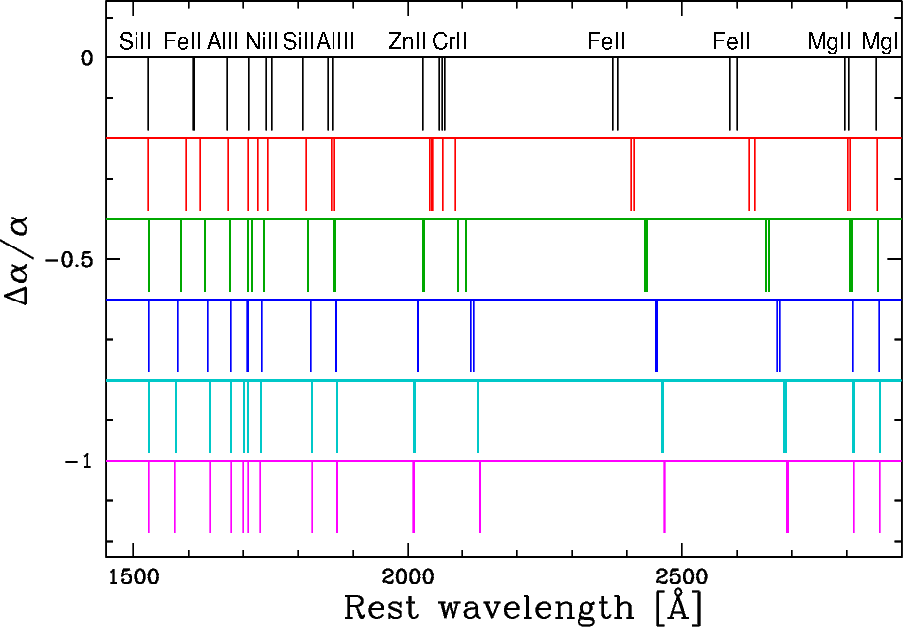 SiII FeII AlII NiII SiII AlIII ZnII CrII FeII FeII MgII MgI
0
−0.5
−1
Δα/α
1500 2000 2500
Rest wavelength [Å]